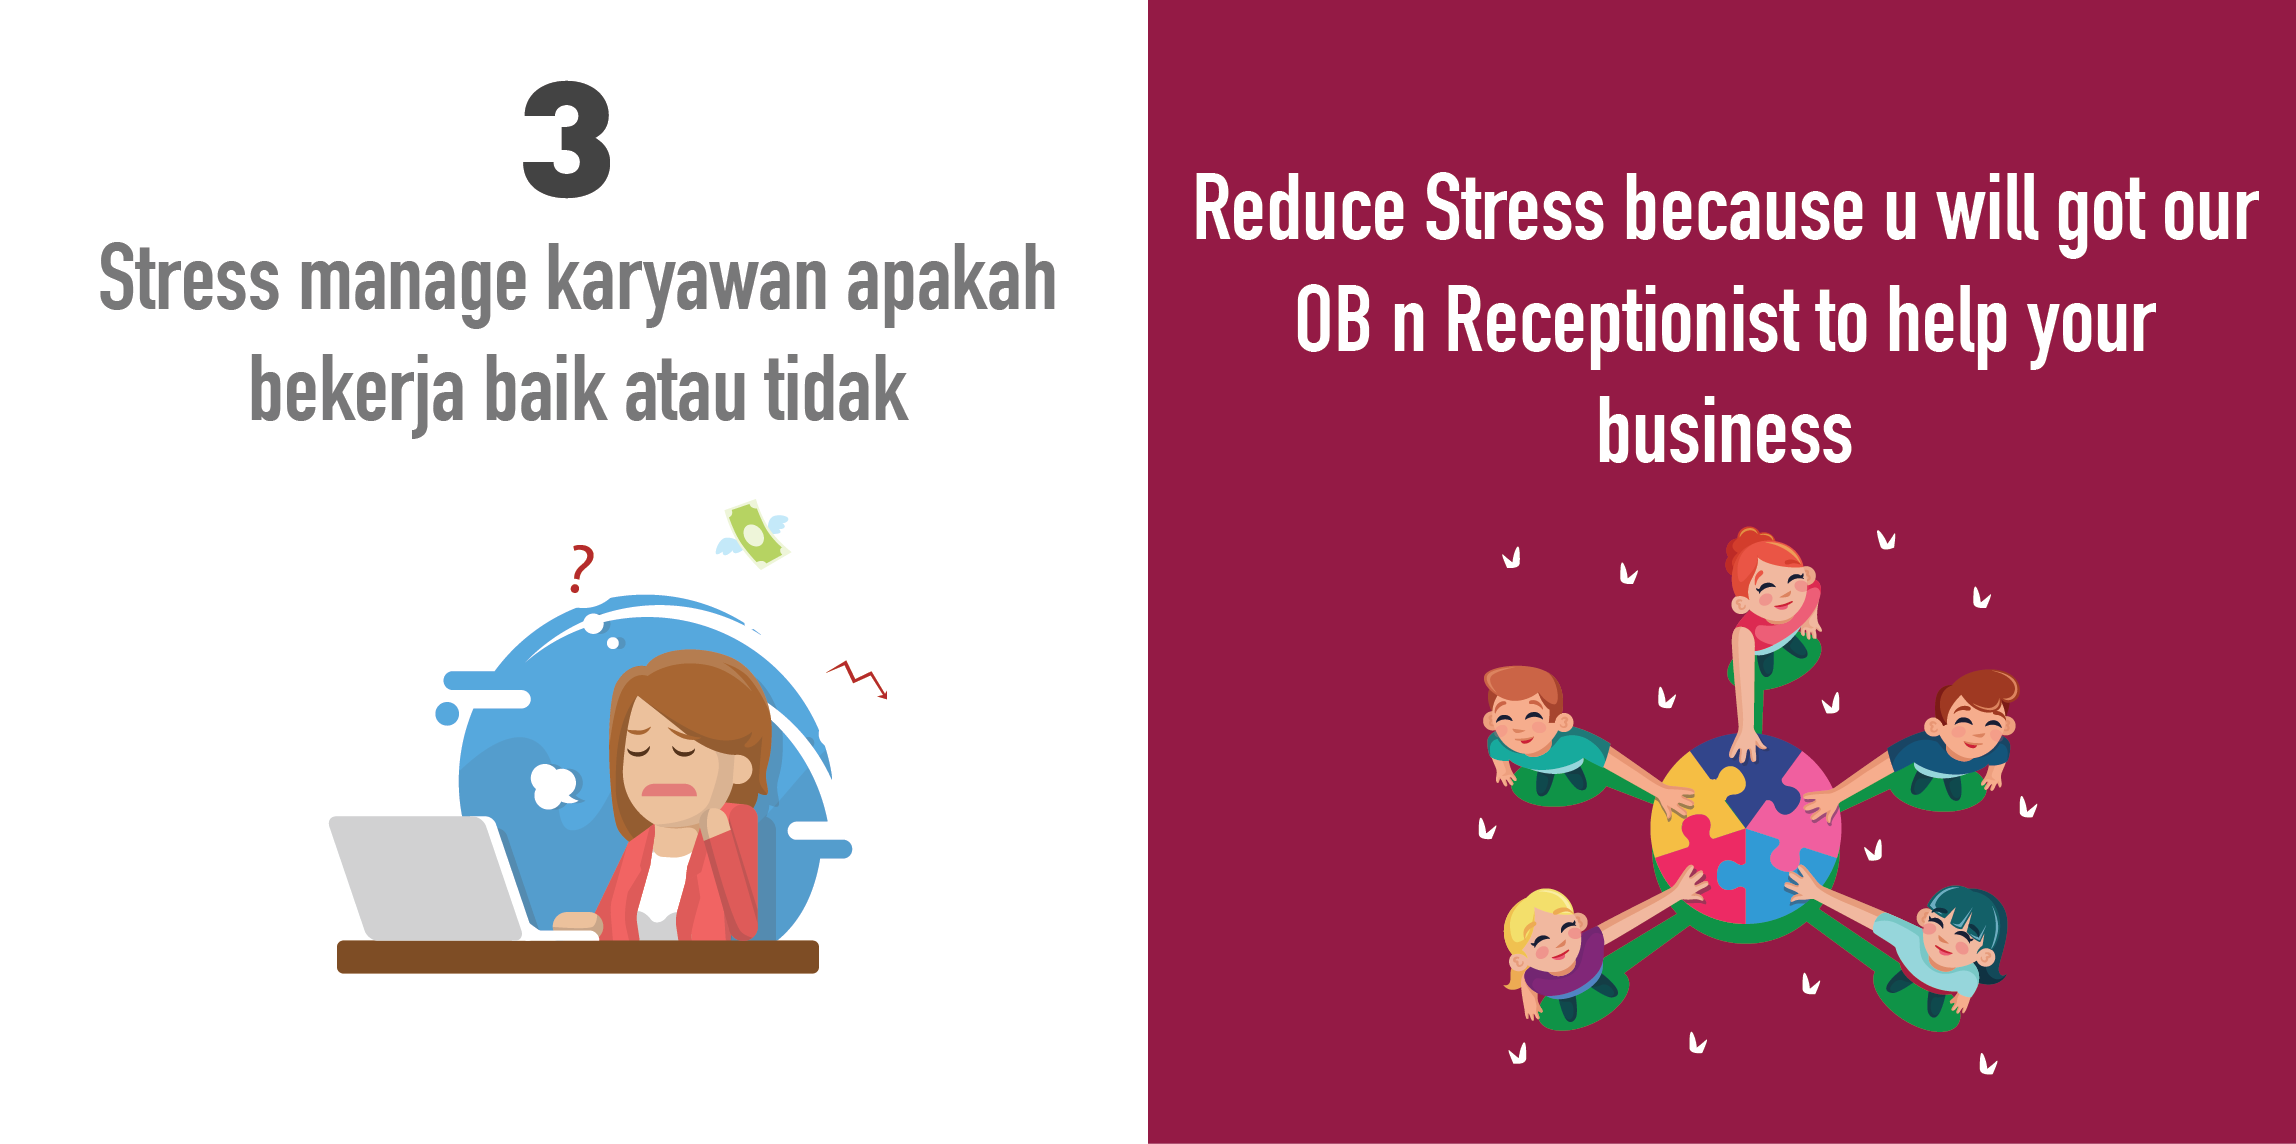 3
Stress manage karyawan apakah
bekerja baik atau tidak
?
Reduce Stress because u will got our
OB n Receptionist to help your
business